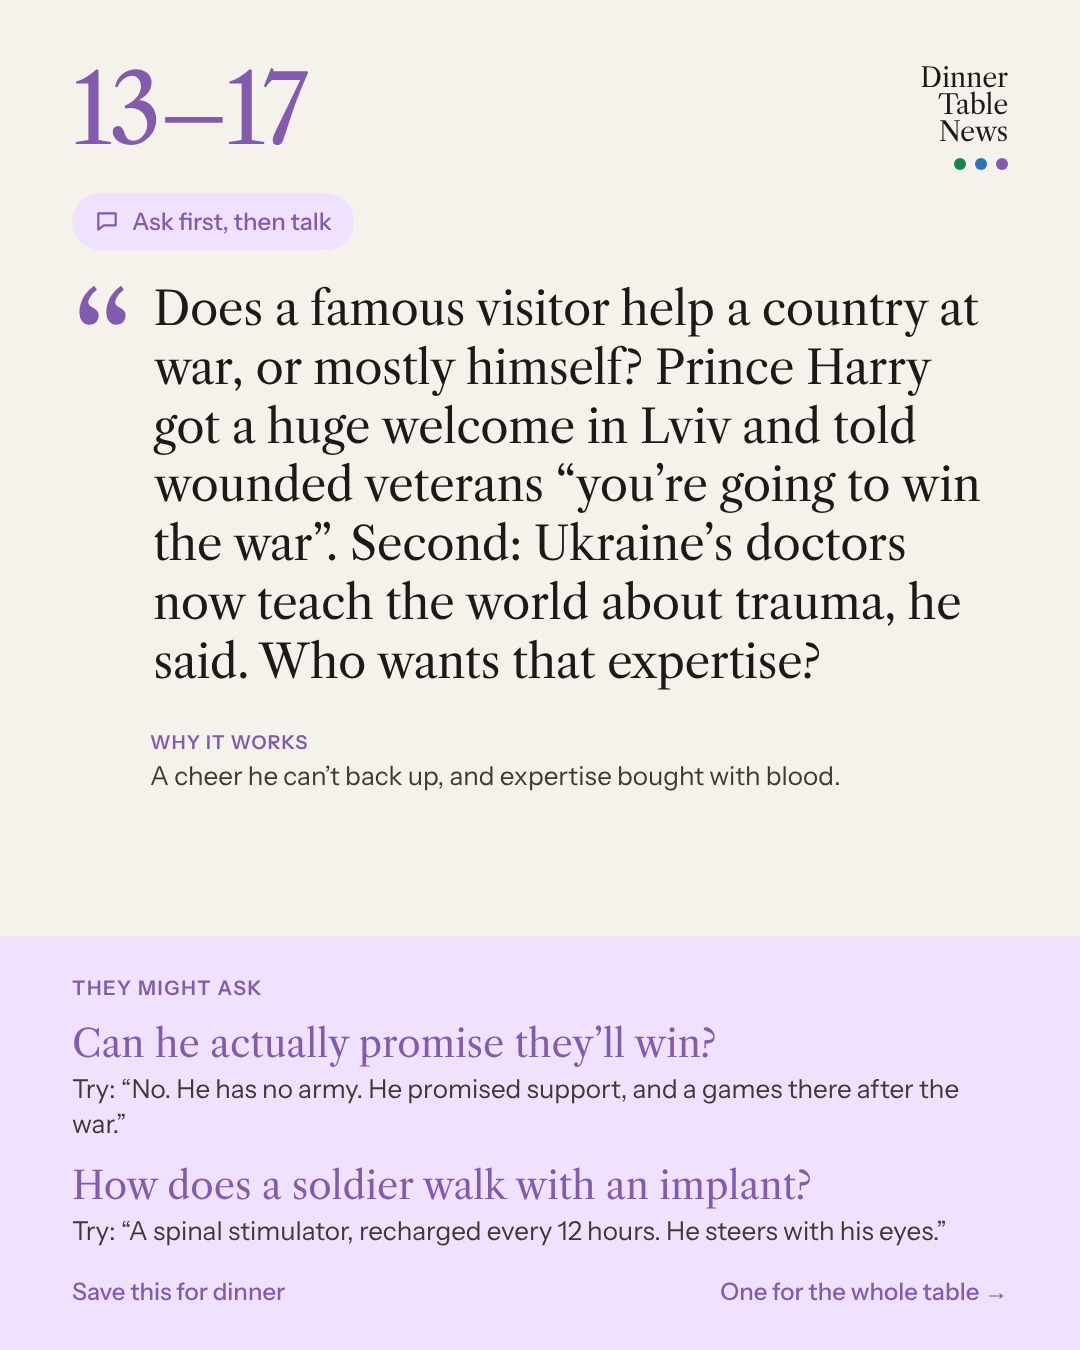 13–17
Dinner
Table
News
Ask first, then talk
“ Does a famous visitor help a country at
war, or mostly himself? Prince Harry
got a huge welcome in Lviv and told
wounded veterans “you’re going to win
the war”. Second: Ukraine’s doctors
now teach the world about trauma, he
said. Who wants that expertise?
WHY IT WORKS
A cheer he can’t back up, and expertise bought with blood.
THEY MIGHT ASK
Can he actually promise they’ll win?
Try: “No. He has no army. He promised support, and a games there after the
war.”
How does a soldier walk with an implant?
Try: “A spinal stimulator, recharged every 12 hours. He steers with his eyes.”
Save this for dinner
One for the whole table →